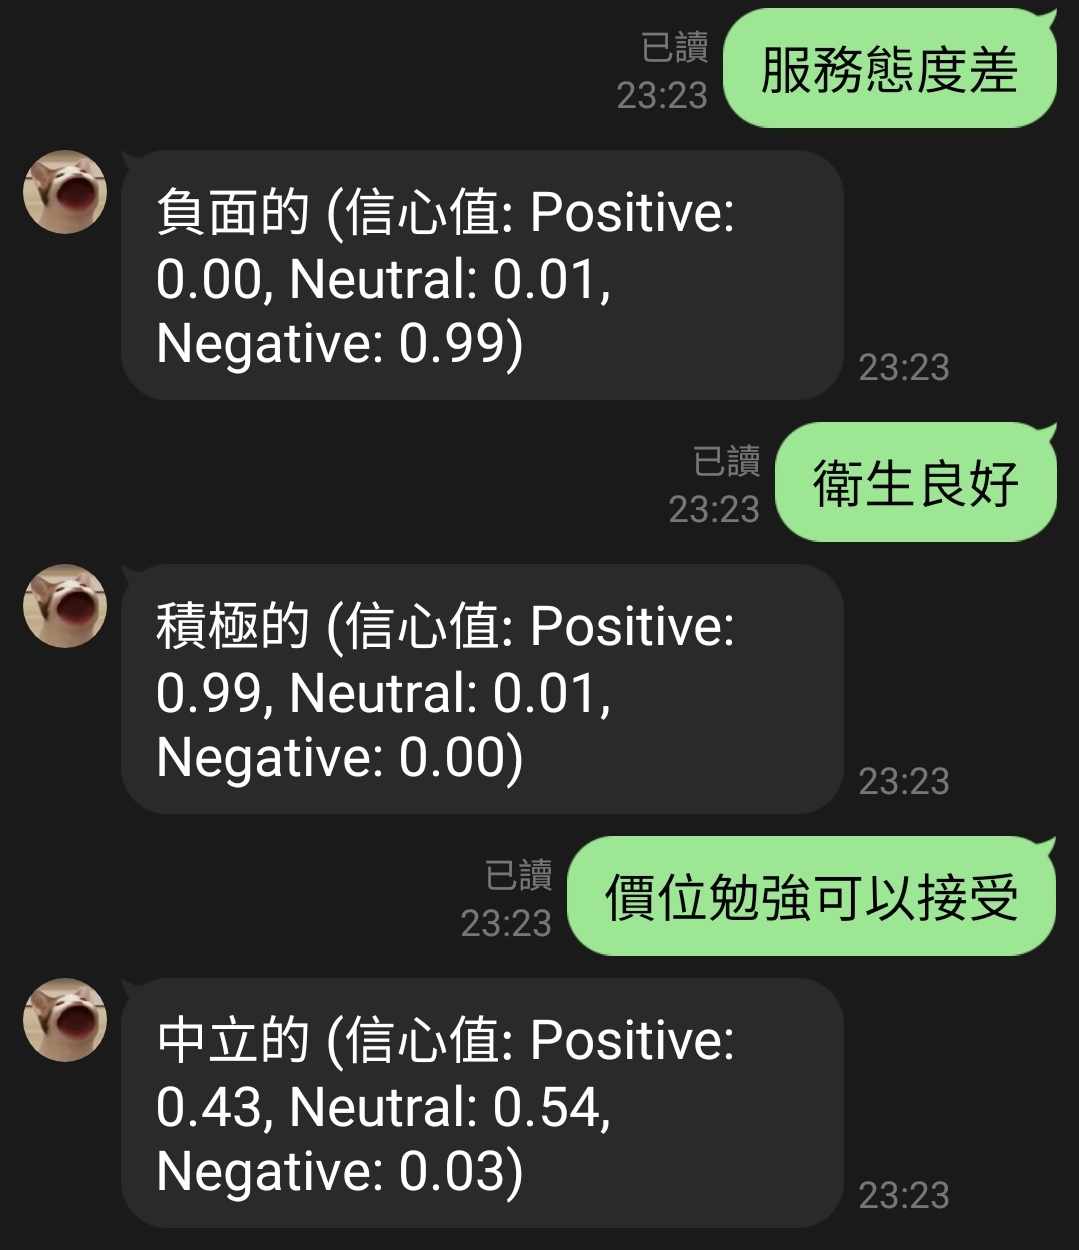 已讀
23:23
服務態度差
負面的 (信心值: Positive:
0.00, Neutral: 0.01,
Negative: 0.99)
23:23
已讀
23:23
衛生良好
積極的 (信心值: Positive:
0.99, Neutral: 0.01,
Negative: 0.00)
23:23
已讀
23:23
價位勉強可以接受
中立的 (信心值: Positive:
0.43, Neutral: 0.54,
Negative: 0.03)
23:23